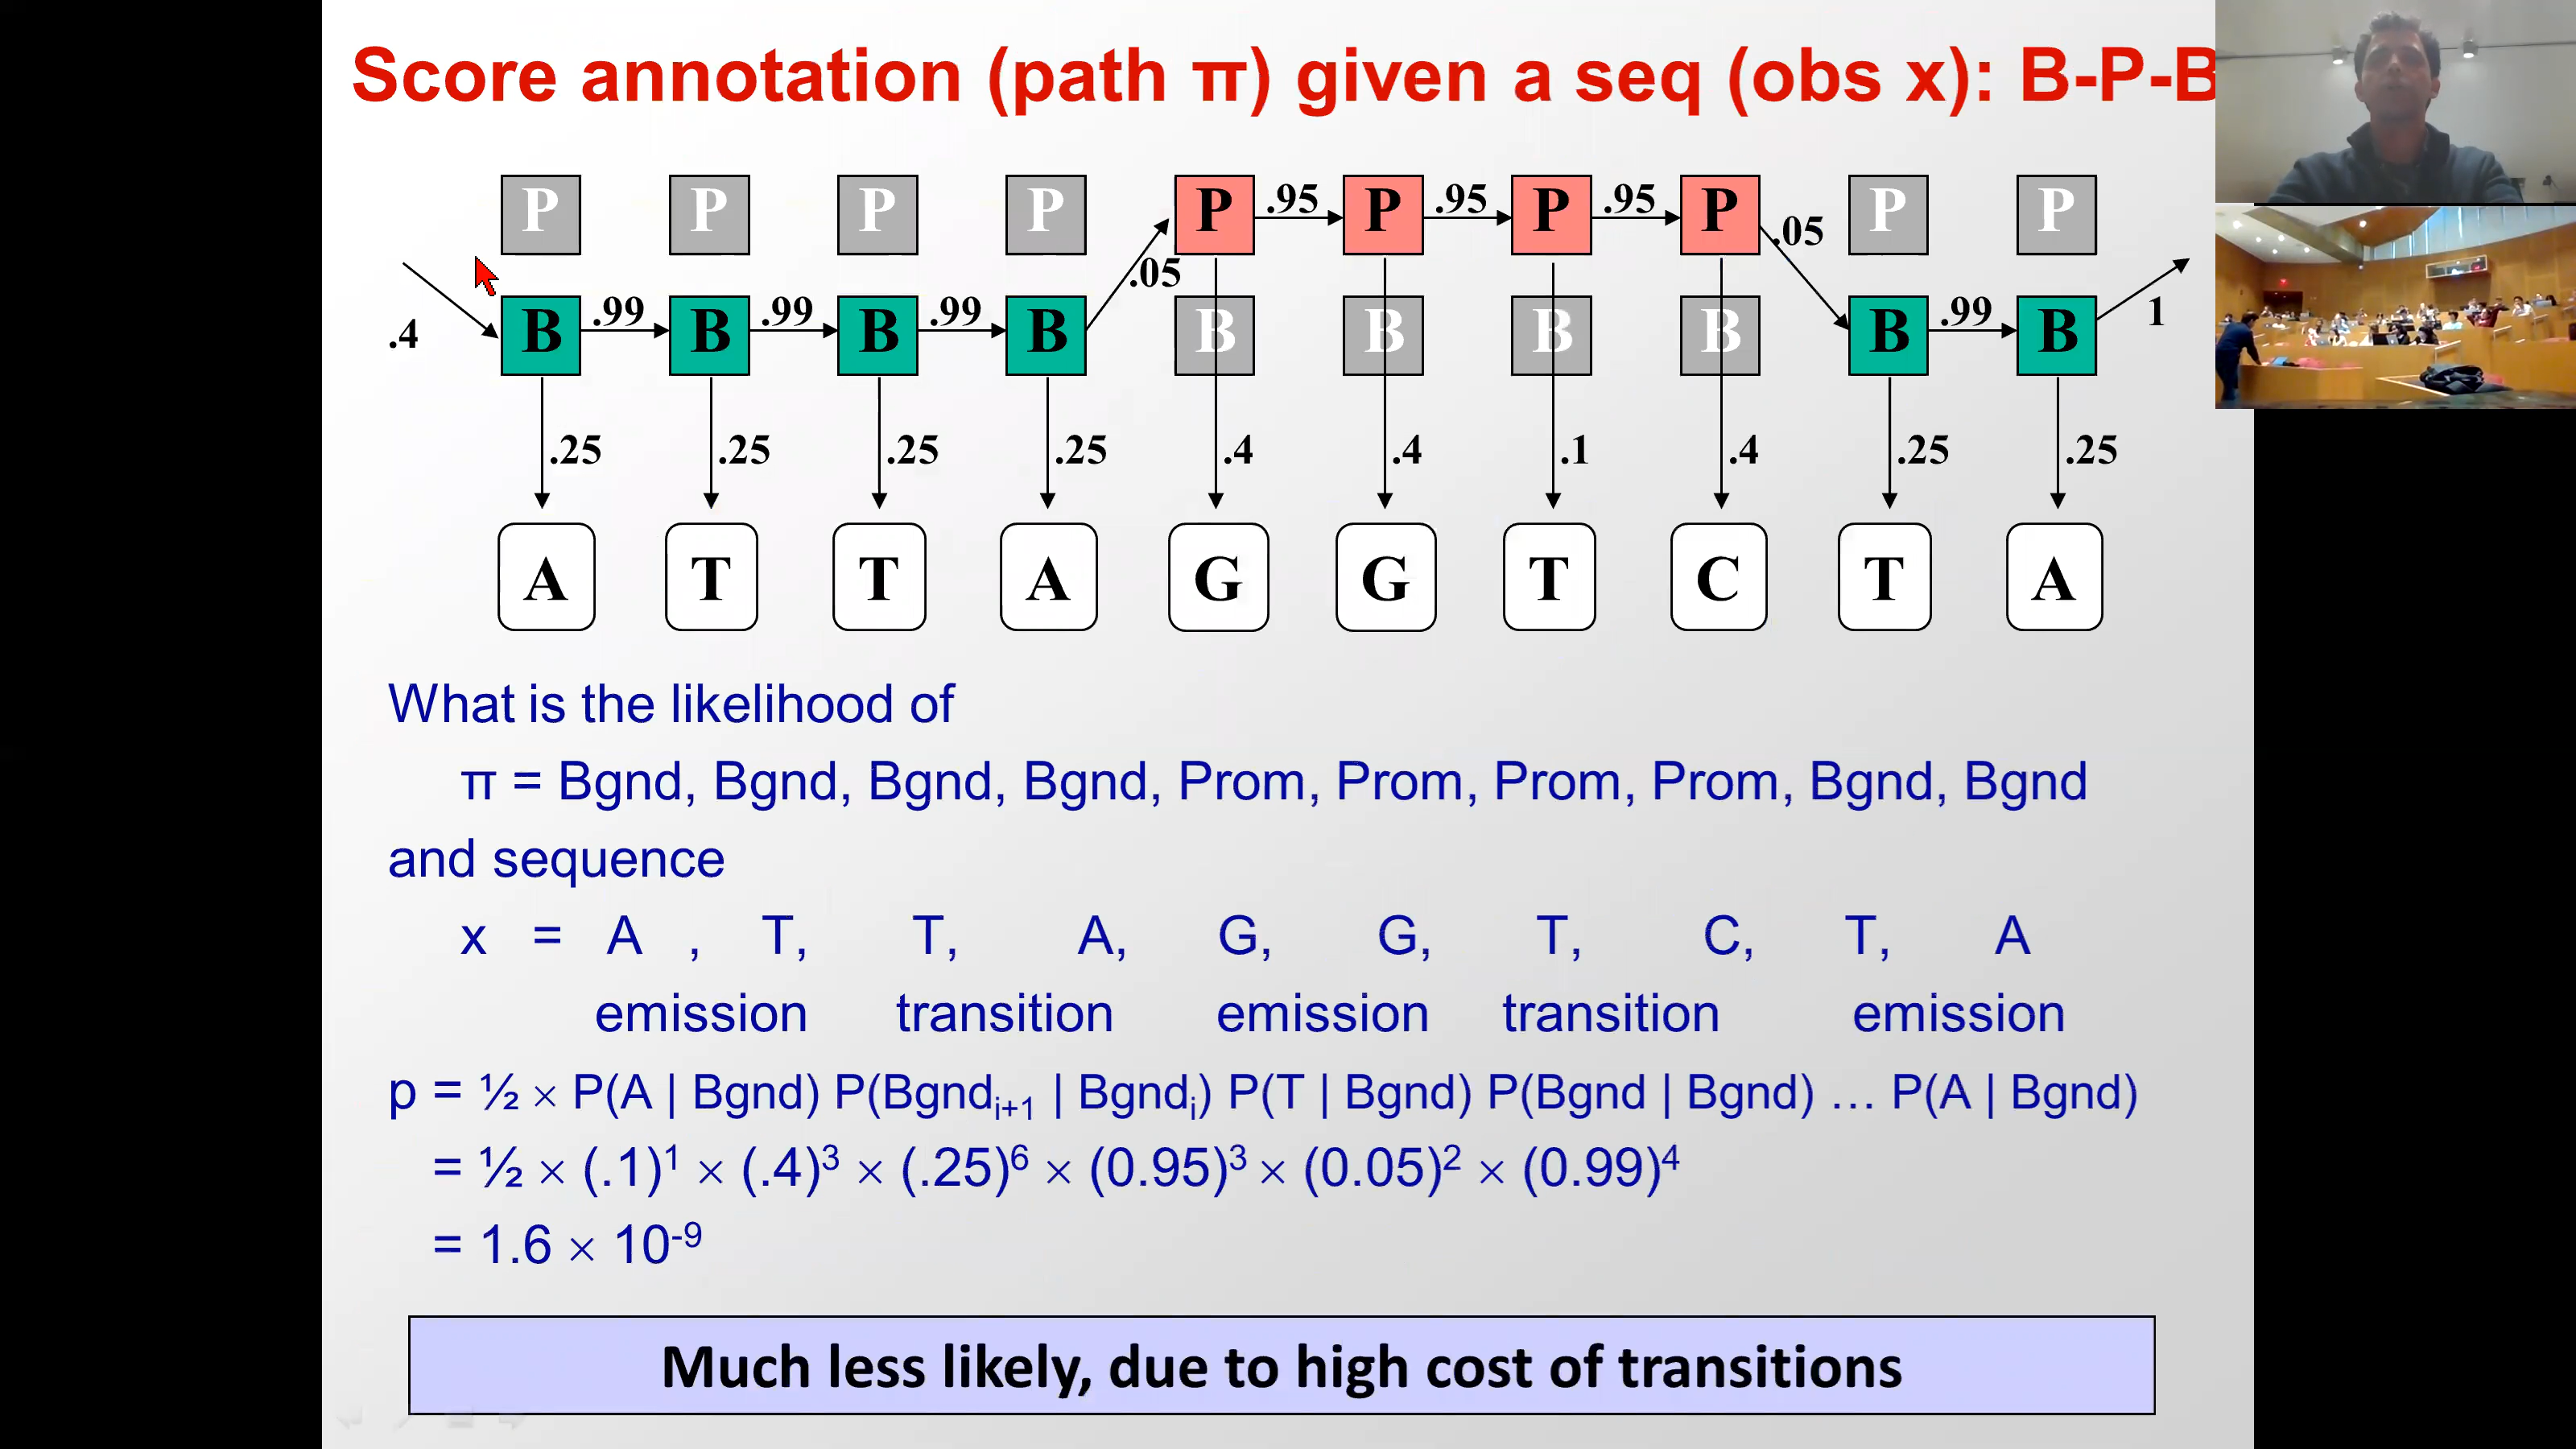 Score annotation (path π) given a seq (obs x): B-P-B
P P P P P .95 P .95 P .95 P .05 P P
.4 B .99 B .99 B .99 B .05 B B B B B .99 B 1
.25 .25 .25 .25 .4 .4 .1 .4 .25 .25
A T T A G G T C T A
What is the likelihood of
π = Bgnd, Bgnd, Bgnd, Bgnd, Prom, Prom, Prom, Prom, Bgnd, Bgnd
and sequence
x = A , T, T, A, G, G, T, C, T, A
emission transition emission transition emission
p = ½ × P(A | Bgnd) P(Bgndᵢ₊₁ | Bgndᵢ) P(T | Bgnd) P(Bgnd | Bgnd) … P(A | Bgnd)
= ½ × (.1)¹ × (.4)³ × (.25)⁶ × (0.95)³ × (0.05)² × (0.99)⁴
= 1.6 × 10⁻⁹
Much less likely, due to high cost of transitions